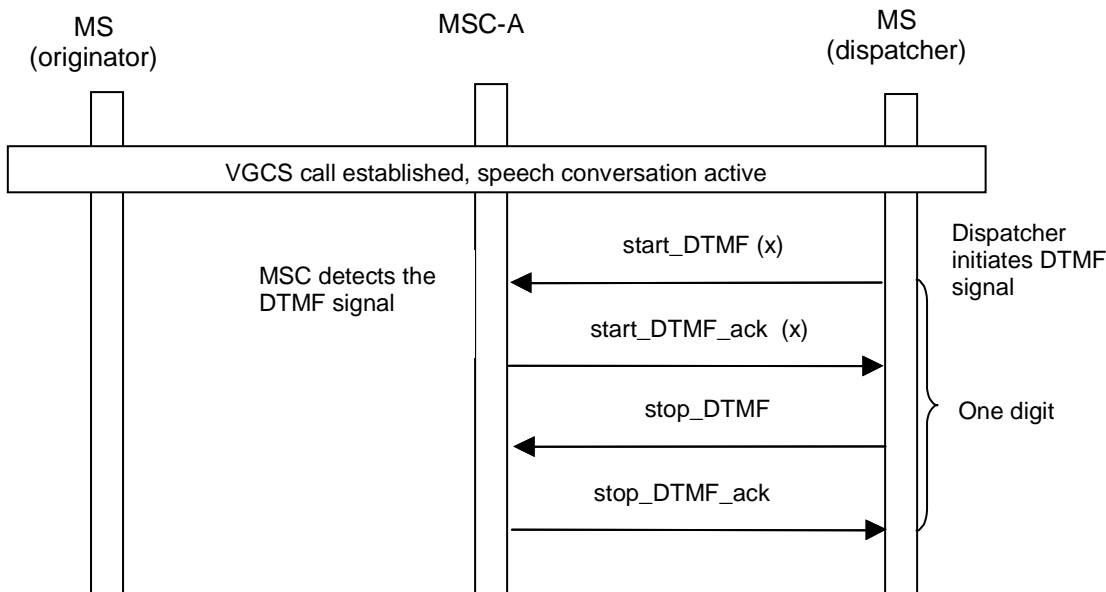 MS
(originator)
MSC-A
MS
(dispatcher)
VGCS call established, speech conversation active
start_DTMF (x)
Dispatcher
initiates DTMF
signal
MSC detects the
DTMF signal
start_DTMF_ack (x)
stop_DTMF
One digit
stop_DTMF_ack